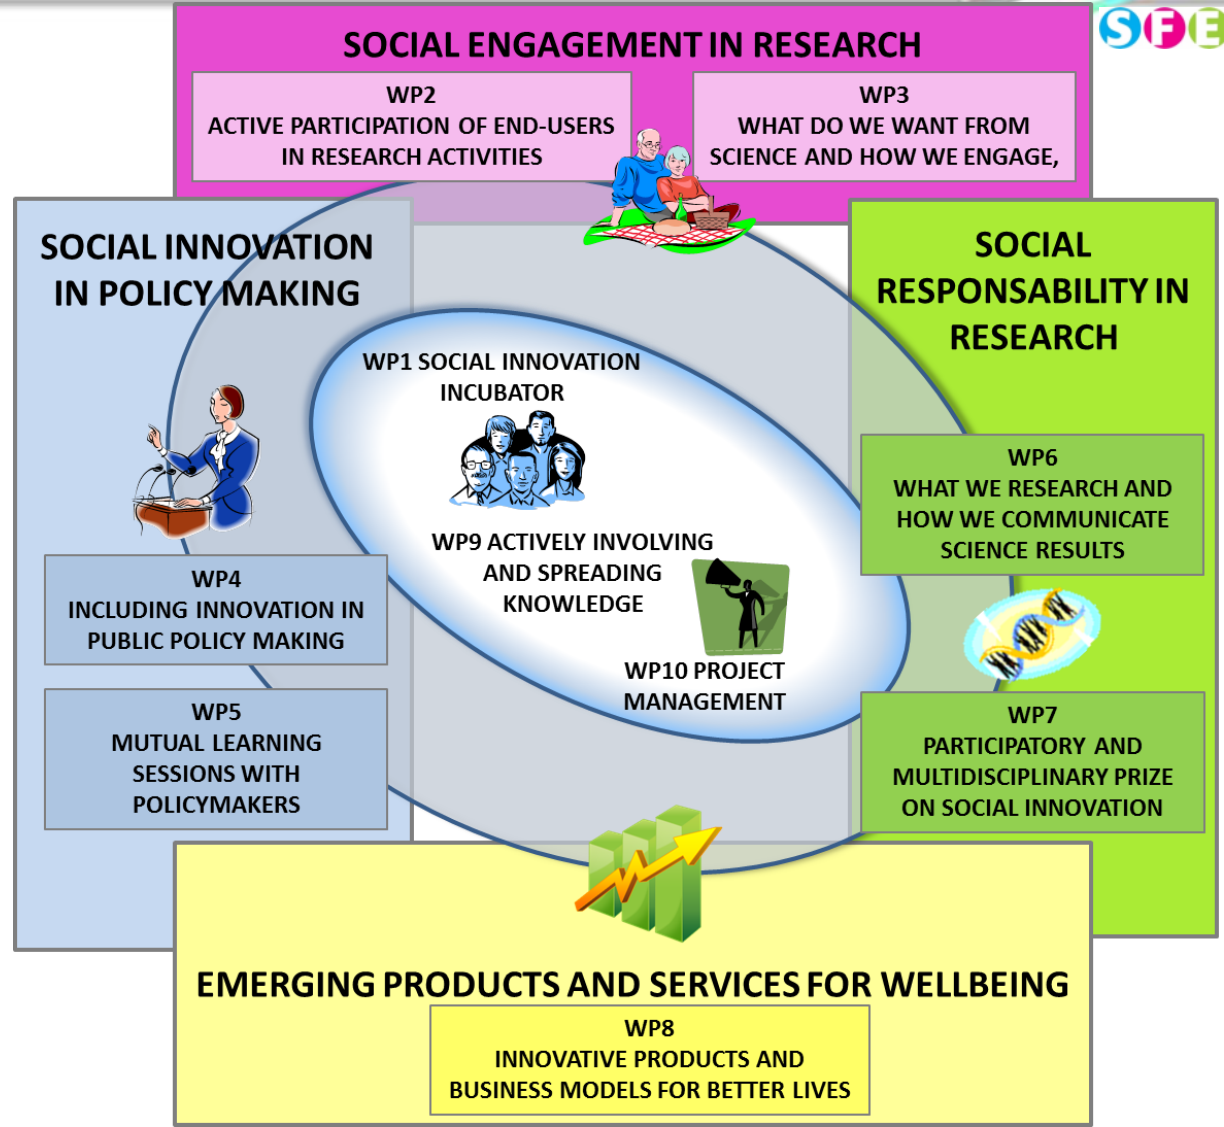 SFE
SOCIAL ENGAGEMENT IN RESEARCH
WP2
ACTIVE PARTICIPATION OF END-USERS
IN RESEARCH ACTIVITIES
WP3
WHAT DO WE WANT FROM
SCIENCE AND HOW WE ENGAGE,
SOCIAL INNOVATION
IN POLICY MAKING
WP4
INCLUDING INNOVATION IN
PUBLIC POLICY MAKING
WP5
MUTUAL LEARNING
SESSIONS WITH
POLICYMAKERS
WP1 SOCIAL INNOVATION
INCUBATOR
WP9 ACTIVELY INVOLVING
AND SPREADING
KNOWLEDGE
WP10 PROJECT
MANAGEMENT
SOCIAL
RESPONSABILITY IN
RESEARCH
WP6
WHAT WE RESEARCH AND
HOW WE COMMUNICATE
SCIENCE RESULTS
WP7
PARTICIPATORY AND
MULTIDISCIPLINARY PRIZE
ON SOCIAL INNOVATION
EMERGING PRODUCTS AND SERVICES FOR WELLBEING
WP8
INNOVATIVE PRODUCTS AND
BUSINESS MODELS FOR BETTER LIVES